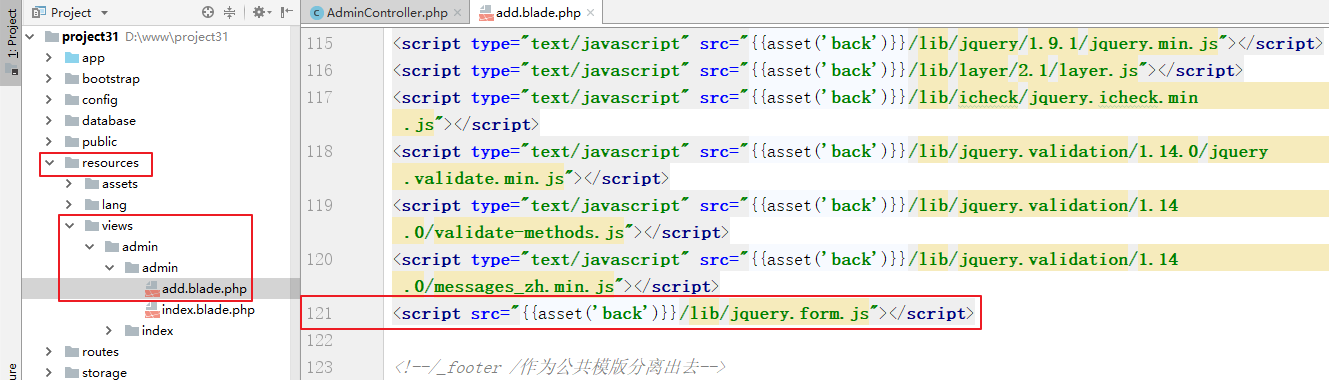 1: Project
Project
project31 D:\www\project31
app
bootstrap
config
database
public
resources
assets
lang
views
admin
admin
add.blade.php
index.blade.php
index
routes
storage
AdminController.php
add.blade.php
115 <script type="text/javascript" src="{{asset('back')}}/lib/jquery/1.9.1/jquery.min.js"></script>
116 <script type="text/javascript" src="{{asset('back')}}/lib/layer/2.1/layer.js"></script>
117 <script type="text/javascript" src="{{asset('back')}}/lib/icheck/jquery.icheck.min
.js"></script>
118 <script type="text/javascript" src="{{asset('back')}}/lib/jquery.validation/1.14.0/jquery
.validate.min.js"></script>
119 <script type="text/javascript" src="{{asset('back')}}/lib/jquery.validation/1.14
.0/validate-methods.js"></script>
120 <script type="text/javascript" src="{{asset('back')}}/lib/jquery.validation/1.14
.0/messages_zh.min.js"></script>
121 <script src="{{asset('back')}}/lib/jquery.form.js"></script>
122
123 <!--/_footer /作为公共模版分离出去-->